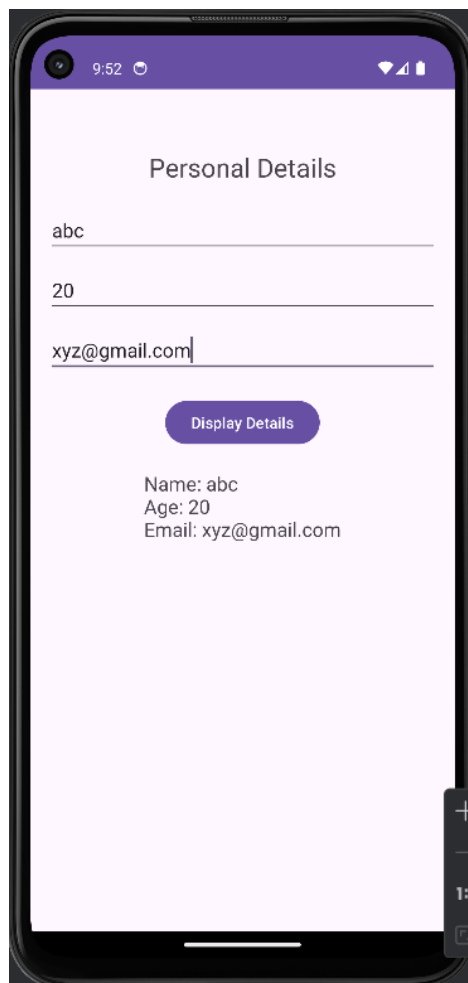 9:52
Personal Details
abc
20
xyz@gmail.com
Display Details
Name: abc
Age: 20
Email: xyz@gmail.com
1: